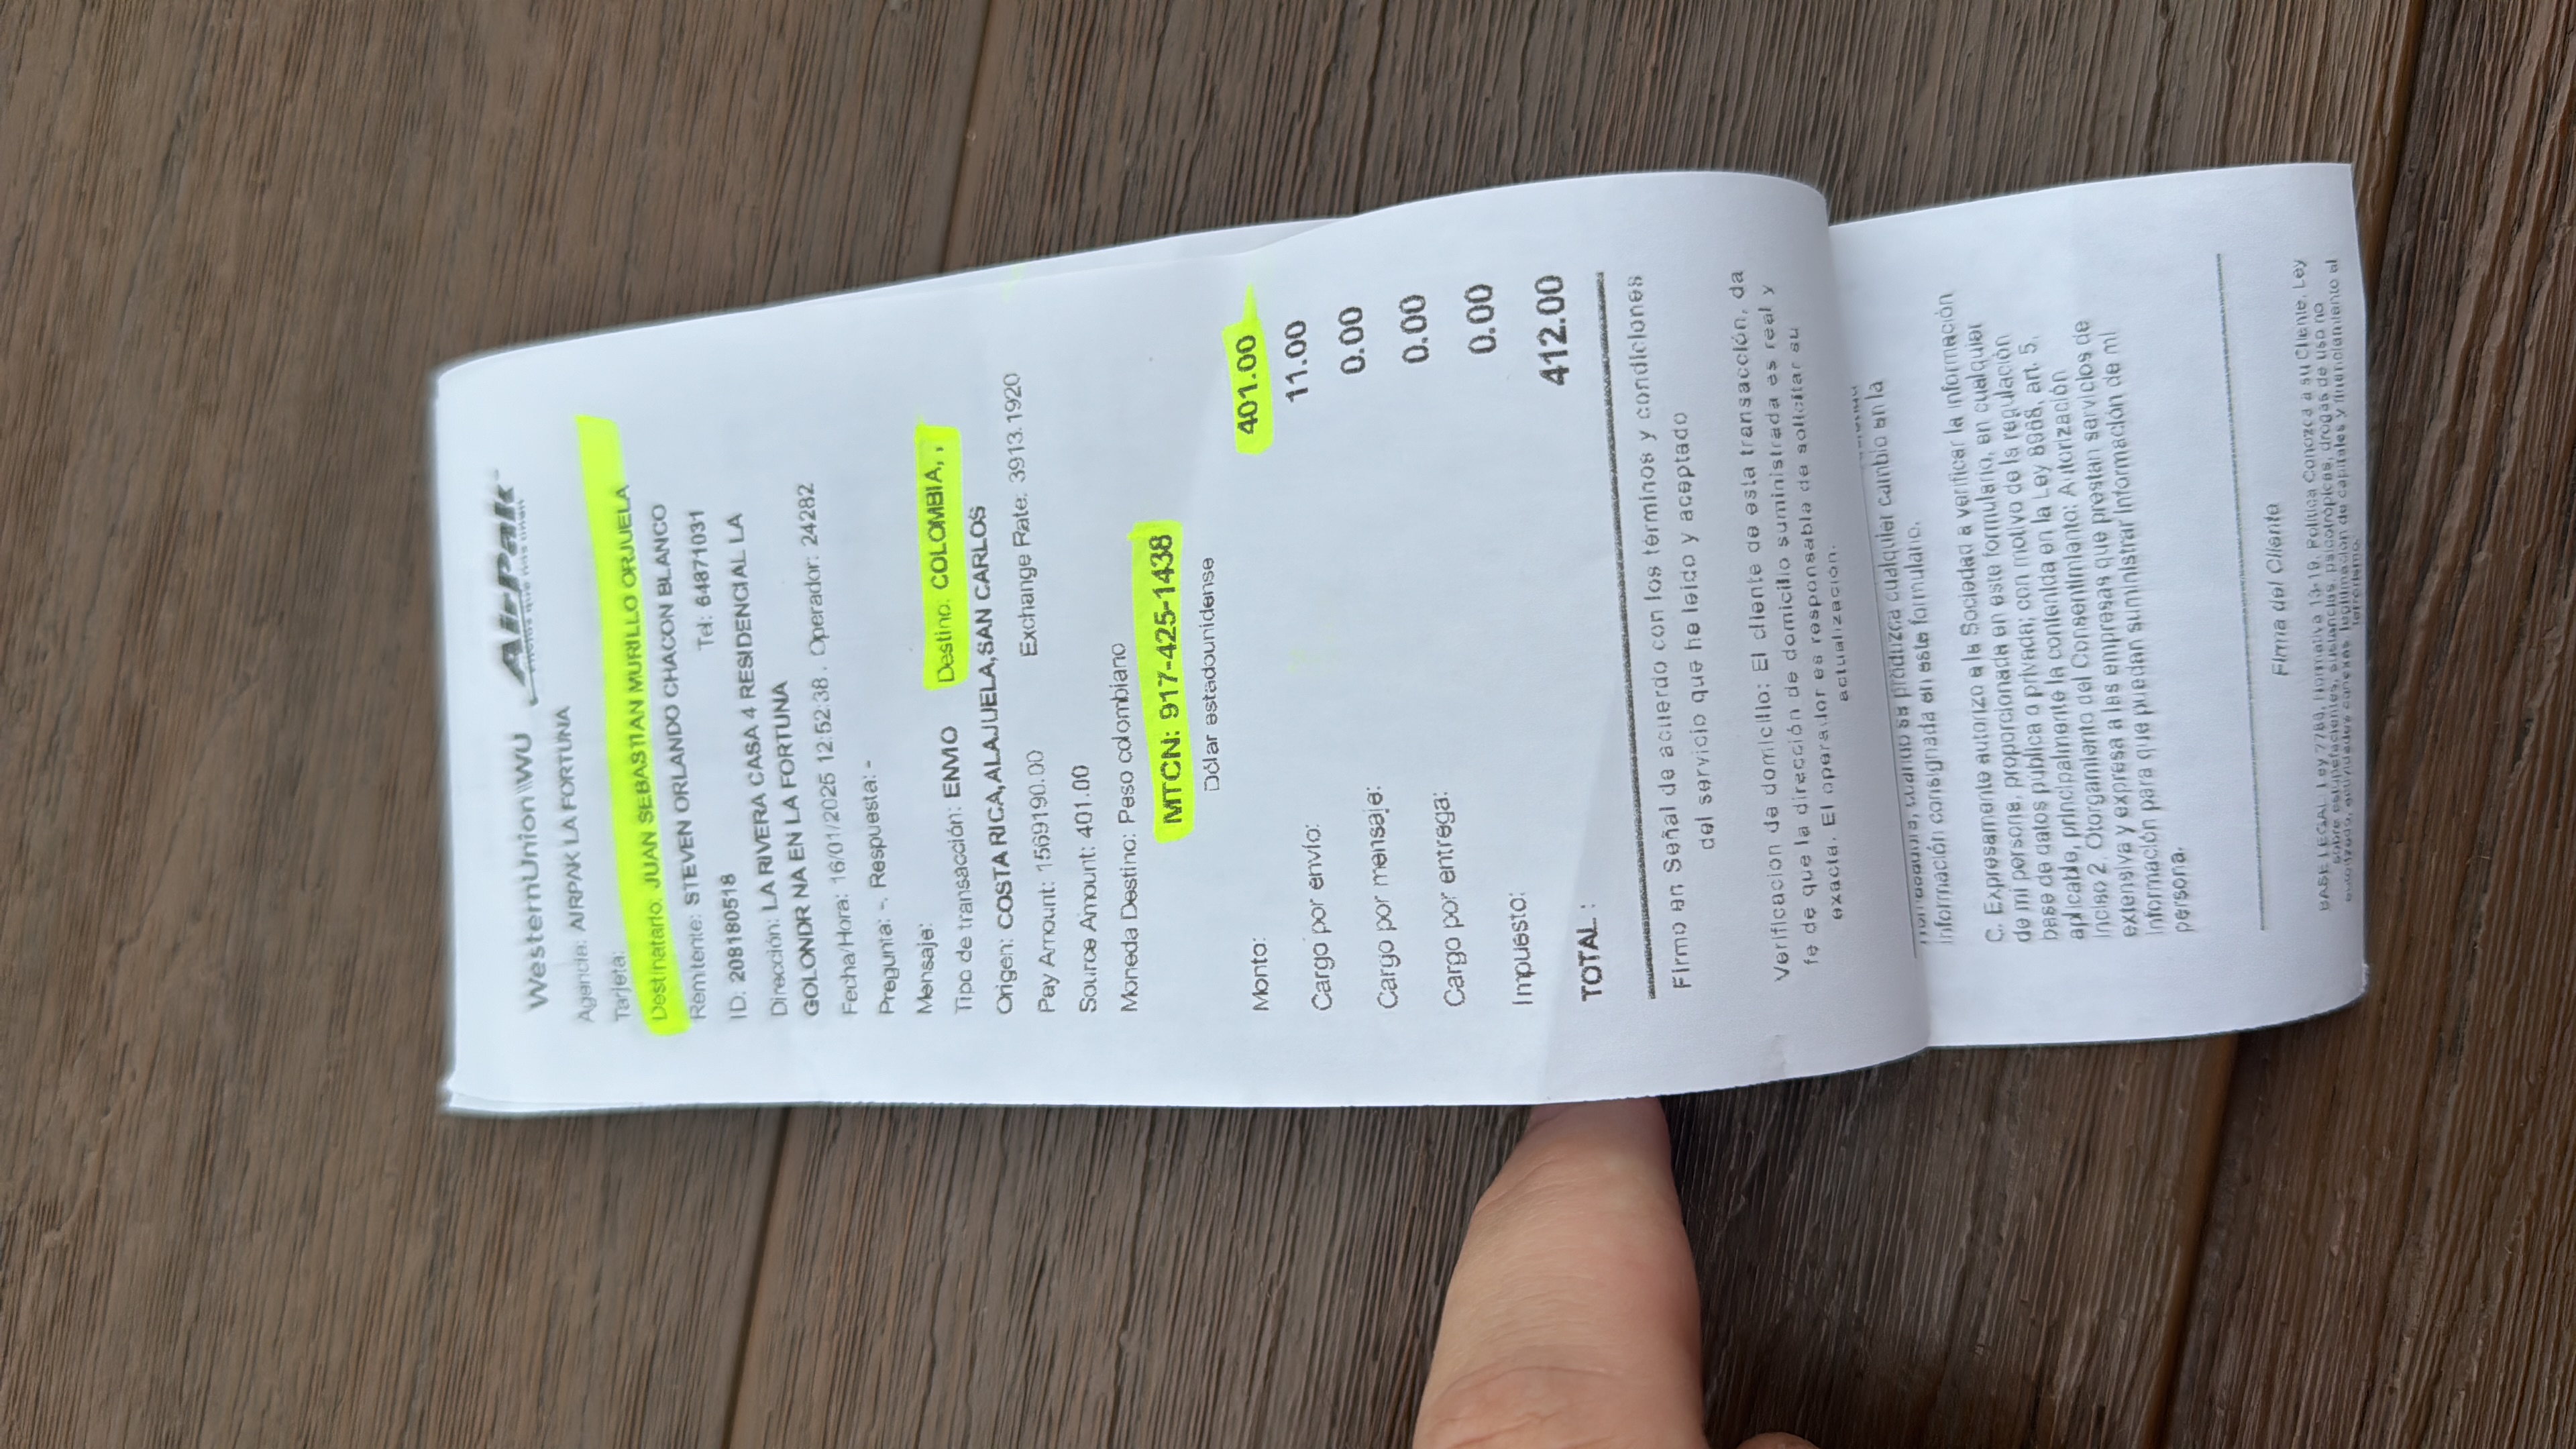 WesternUnion WU AirPak
envíos que nos unen
Agencia: AIRPAK LA FORTUNA
Tarjeta:
Destinatario: JUAN SEBASTIAN MURILLO ORJUELA
Remitente: STEVEN ORLANDO CHACON BLANCO
ID: 208180518 Tel: 64871031
Dirección: LA RIVERA CASA 4 RESIDENCIAL LA
GOLONDR NA EN LA FORTUNA
Fecha/Hora: 16/01/2025 12:52:38 . Operador: 24282
Pregunta: -. Respuesta: -
Mensaje:
Tipo de transacción: ENVIO Destino: COLOMBIA, ,
Origen: COSTA RICA,ALAJUELA,SAN CARLOS
Pay Amount: 1569190.00 Exchange Rate: 3913.1920
Source Amount: 401.00
Moneda Destino: Peso colombiano
MTCN: 917-425-1438
Dólar estadounidense
Monto: 401.00
Cargo por envío: 11.00
Cargo por mensaje: 0.00
Cargo por entrega: 0.00
Impuesto: 0.00
TOTAL : 412.00
Firmo en Señal de acuerdo con los términos y condiciones
del servicio que he leido y aceptado
Verificacion de domicilio: El cliente de esta transacción, da
fe de que la dirección de domicilio suministrada es real y
exacta. El operador es responsable de solicitar su
actualización.
cuando se produzca cualquier cambio en la
información consignada en este formulario.
C. Expresamente autorizo a la Sociedad a verificar la información
de mi persona, proporcionada en este formulario, en cualquier
base de datos pública o privada; con motivo de la regulación
aplicable, principalmente la contenida en la Ley 8968, art. 5,
inciso 2. Otorgamiento del Consentimiento: Autorización
extensiva y expresa a las empresas que prestan servicios de
información para que puedan suministrar información de mi
persona.
Firma del Cliente
BASE LEGAL: Ley 7786, Normativa 13-19, Política Conozca a su Cliente, Ley
sobre estupefacientes, sustancias, psicotrópicas, drogas de uso no
autorizado, actividades conexas, legitimación de capitales y financiamiento al
terrorismo.